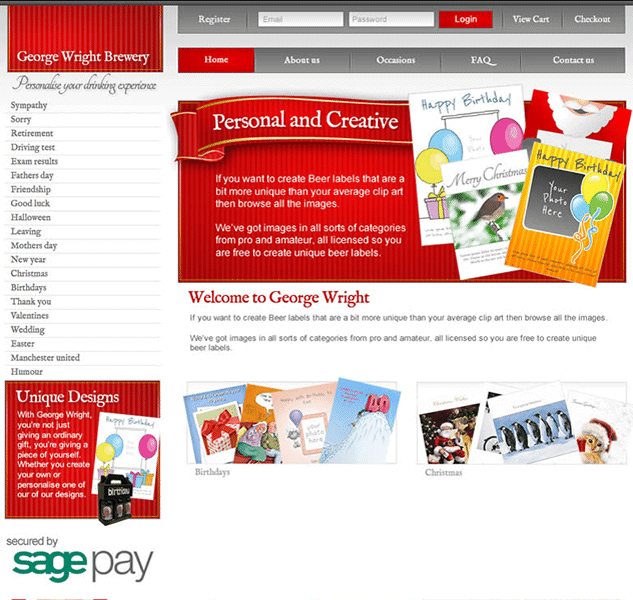 Register
Email
Password
Login
View Cart
Checkout
George Wright Brewery
Personalise your drinking experience
Home
About us
Occasions
FAQ
Contact us
Sympathy
Sorry
Retirement
Driving test
Exam results
Fathers day
Friendship
Good luck
Halloween
Leaving
Mothers day
New year
Christmas
Birthdays
Thank you
Valentines
Wedding
Easter
Manchester united
Humour
Personal and Creative
If you want to create Beer labels that are a
bit more unique than your average clip art
then browse all the images.
We've got images in all sorts of categories
from pro and amateur, all licensed so you
are free to create unique beer labels.
Happy Birthday
Your Photo
Merry Christmas
Happy Birthday
Your
Photo
Here
Welcome to George Wright
If you want to create Beer labels that are a bit more unique than your average clip art then browse all the images.
We've got images in all sorts of categories from pro and amateur, all licensed so you are free to create unique
beer labels.
Unique Designs
With George Wright,
you're not just
giving an ordinary
gift, you're giving a
piece of yourself.
Whether you create
your own or
personalise one of
our of our designs.
Happy Birthday
birthday
your
photo
here
40
Birthdays
Christmas
secured by
sage pay